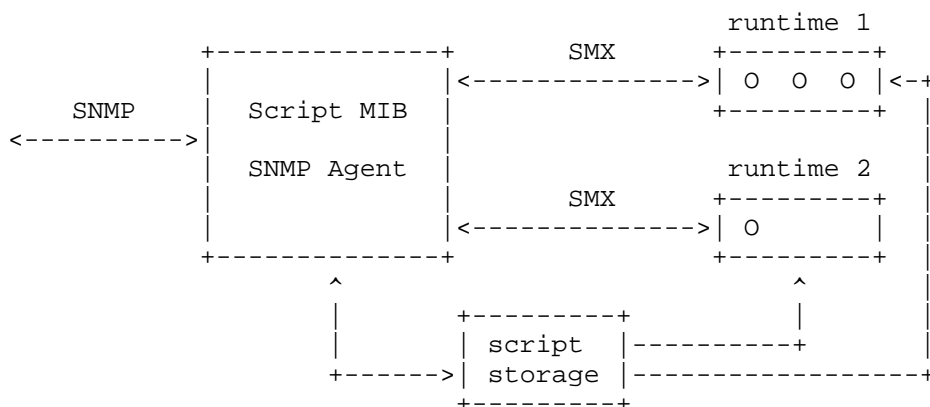 runtime 1
SMX
O O O
SNMP
Script MIB
SNMP Agent
runtime 2
SMX
O
script
storage